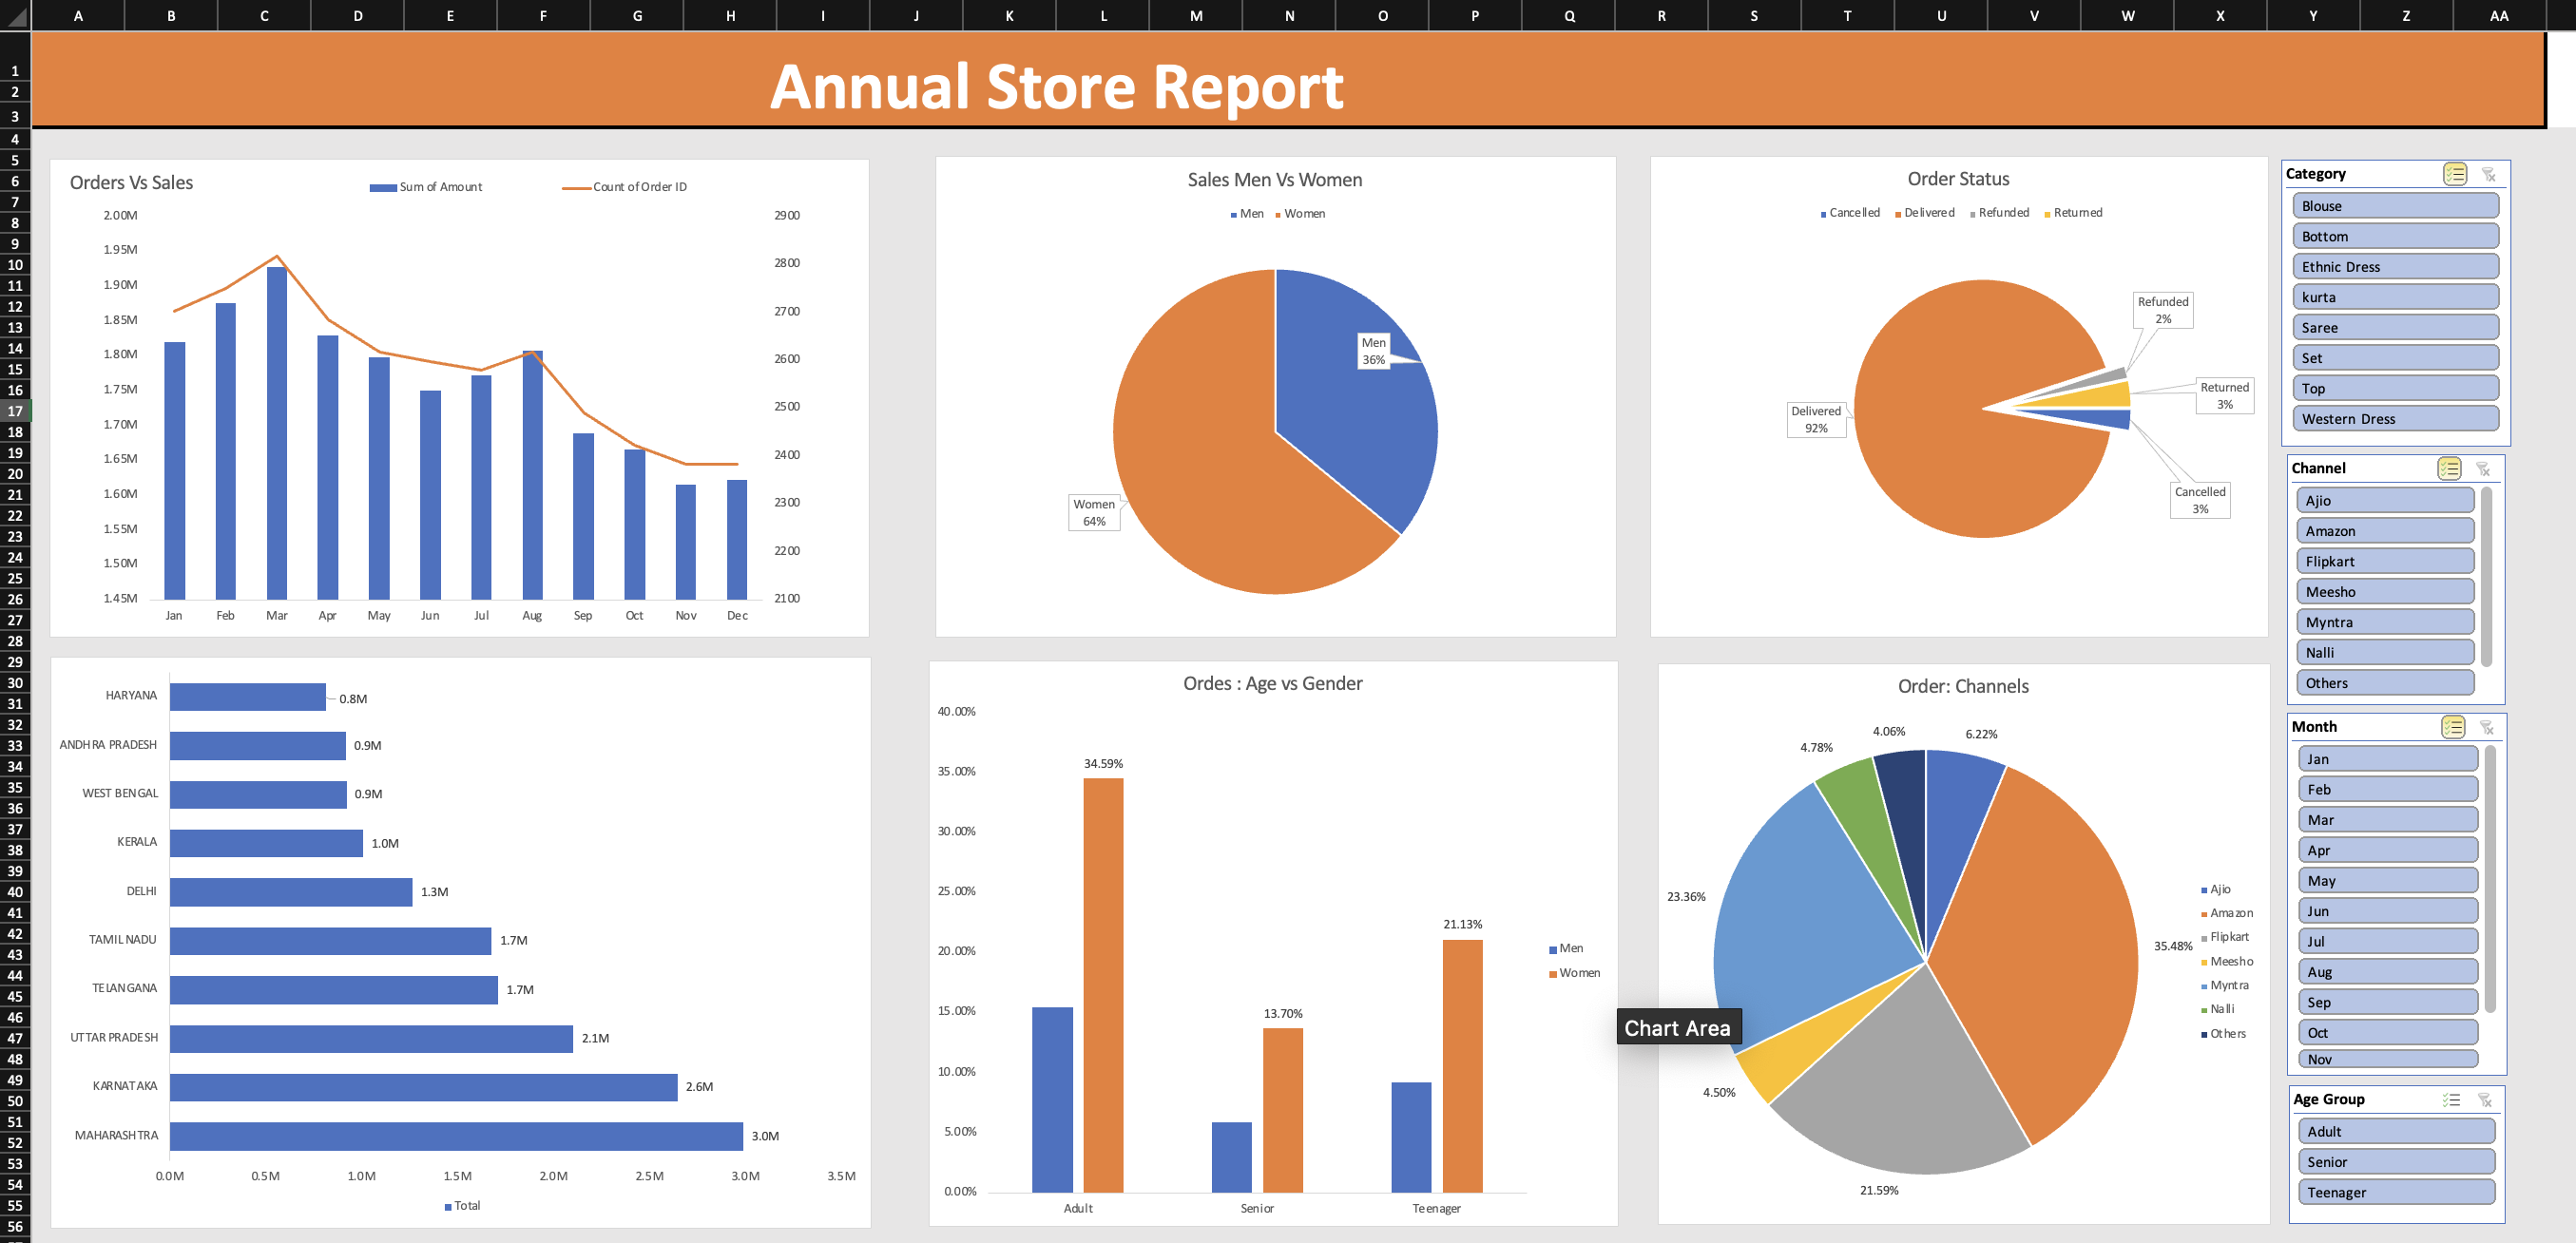 A B C D E F G H I J K L M N O P Q R S T U V W X Y Z AA
1
2
3
4
5
6
7
8
9
10
11
12
13
14
15
16
17
18
19
20
21
22
23
24
25
26
27
28
29
30
31
32
33
34
35
36
37
38
39
40
41
42
43
44
45
46
47
48
49
50
51
52
53
54
55
56
Annual Store Report
Orders Vs Sales
Sum of Amount
Count of Order ID
2.00M
1.95M
1.90M
1.85M
1.80M
1.75M
1.70M
1.65M
1.60M
1.55M
1.50M
1.45M
2900
2800
2700
2600
2500
2400
2300
2200
2100
Jan Feb Mar Apr May Jun Jul Aug Sep Oct Nov Dec
Sales Men Vs Women
Men Women
Men
36%
Women
64%
Order Status
Cancelled Delivered Refunded Returned
Refunded
2%
Returned
3%
Delivered
92%
Cancelled
3%
Category
Blouse
Bottom
Ethnic Dress
kurta
Saree
Set
Top
Western Dress
Channel
Ajio
Amazon
Flipkart
Meesho
Myntra
Nalli
Others
Month
Jan
Feb
Mar
Apr
May
Jun
Jul
Aug
Sep
Oct
Nov
Age Group
Adult
Senior
Teenager
HARYANA 0.8M
ANDHRA PRADESH 0.9M
WEST BENGAL 0.9M
KERALA 1.0M
DELHI 1.3M
TAMIL NADU 1.7M
TELANGANA 1.7M
UTTAR PRADESH 2.1M
KARNATAKA 2.6M
MAHARASHTRA 3.0M
0.0M 0.5M 1.0M 1.5M 2.0M 2.5M 3.0M 3.5M
Total
Ordes : Age vs Gender
40.00%
35.00%
30.00%
25.00%
20.00%
15.00%
10.00%
5.00%
0.00%
34.59%
13.70%
21.13%
Adult Senior Teenager
Men
Women
Order: Channels
4.06%
6.22%
4.78%
23.36%
35.48%
4.50%
21.59%
Ajio
Amazon
Flipkart
Meesho
Myntra
Nalli
Others
Chart Area